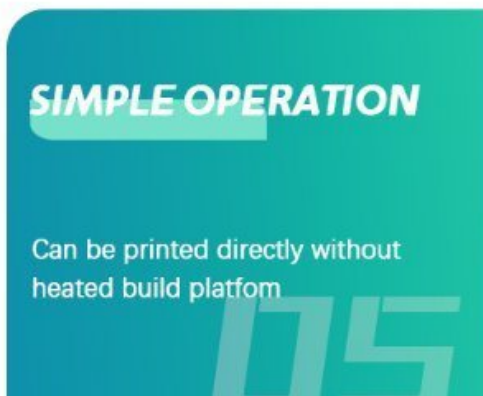 SIMPLE OPERATION
Can be printed directly without
heated build platfom
05